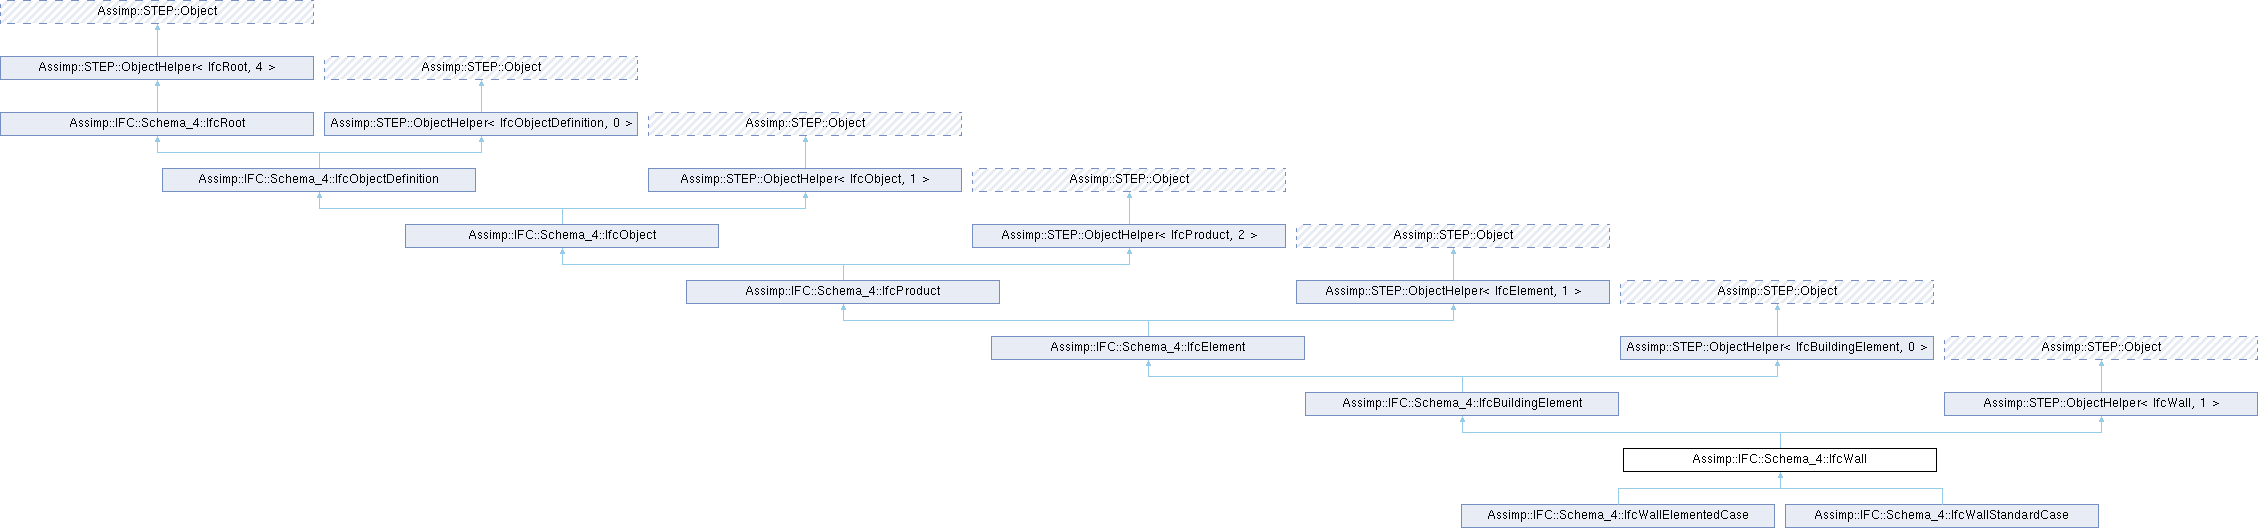 Assimp::STEP::Object
Assimp::STEP::ObjectHelper< IfcRoot, 4 >
Assimp::STEP::Object
Assimp::IFC::Schema_4::IfcRoot
Assimp::STEP::ObjectHelper< IfcObjectDefinition, 0 >
Assimp::STEP::Object
Assimp::IFC::Schema_4::IfcObjectDefinition
Assimp::STEP::ObjectHelper< IfcObject, 1 >
Assimp::STEP::Object
Assimp::IFC::Schema_4::IfcObject
Assimp::STEP::ObjectHelper< IfcProduct, 2 >
Assimp::STEP::Object
Assimp::IFC::Schema_4::IfcProduct
Assimp::STEP::ObjectHelper< IfcElement, 1 >
Assimp::STEP::Object
Assimp::IFC::Schema_4::IfcElement
Assimp::STEP::ObjectHelper< IfcBuildingElement, 0 >
Assimp::STEP::Object
Assimp::IFC::Schema_4::IfcBuildingElement
Assimp::STEP::ObjectHelper< IfcWall, 1 >
Assimp::IFC::Schema_4::IfcWall
Assimp::IFC::Schema_4::IfcWallElementedCase
Assimp::IFC::Schema_4::IfcWallStandardCase